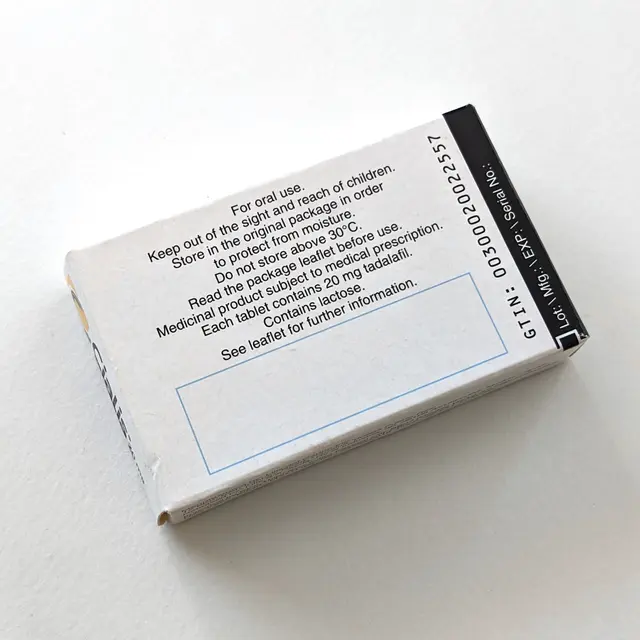 For oral use.
Keep out of the sight and reach of children.
Store in the original package in order
to protect from moisture.
Do not store above 30°C.
Read the package leaflet before use.
Medicinal product subject to medical prescription.
Each tablet contains 20 mg tadalafil.
Contains lactose.
See leaflet for further information.
GTIN: 00300020022557
Lot: \ Mfg.: \ EXP: \ Serial No.: